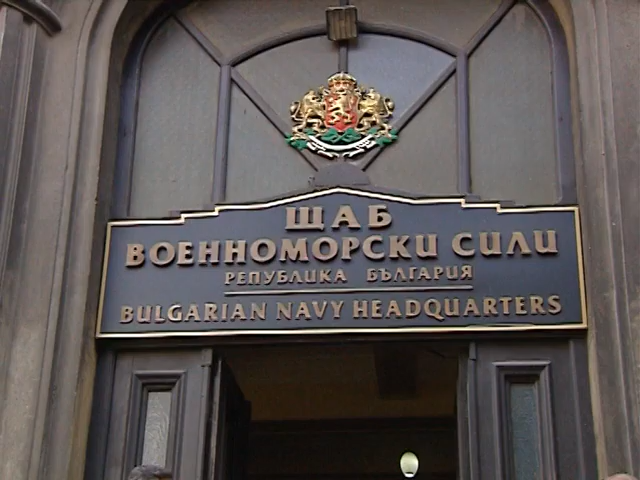 ЩАБ
ВОЕННОМОРСКИ СИЛИ
РЕПУБЛИКА БЪЛГАРИЯ
BULGARIAN NAVY HEADQUARTERS